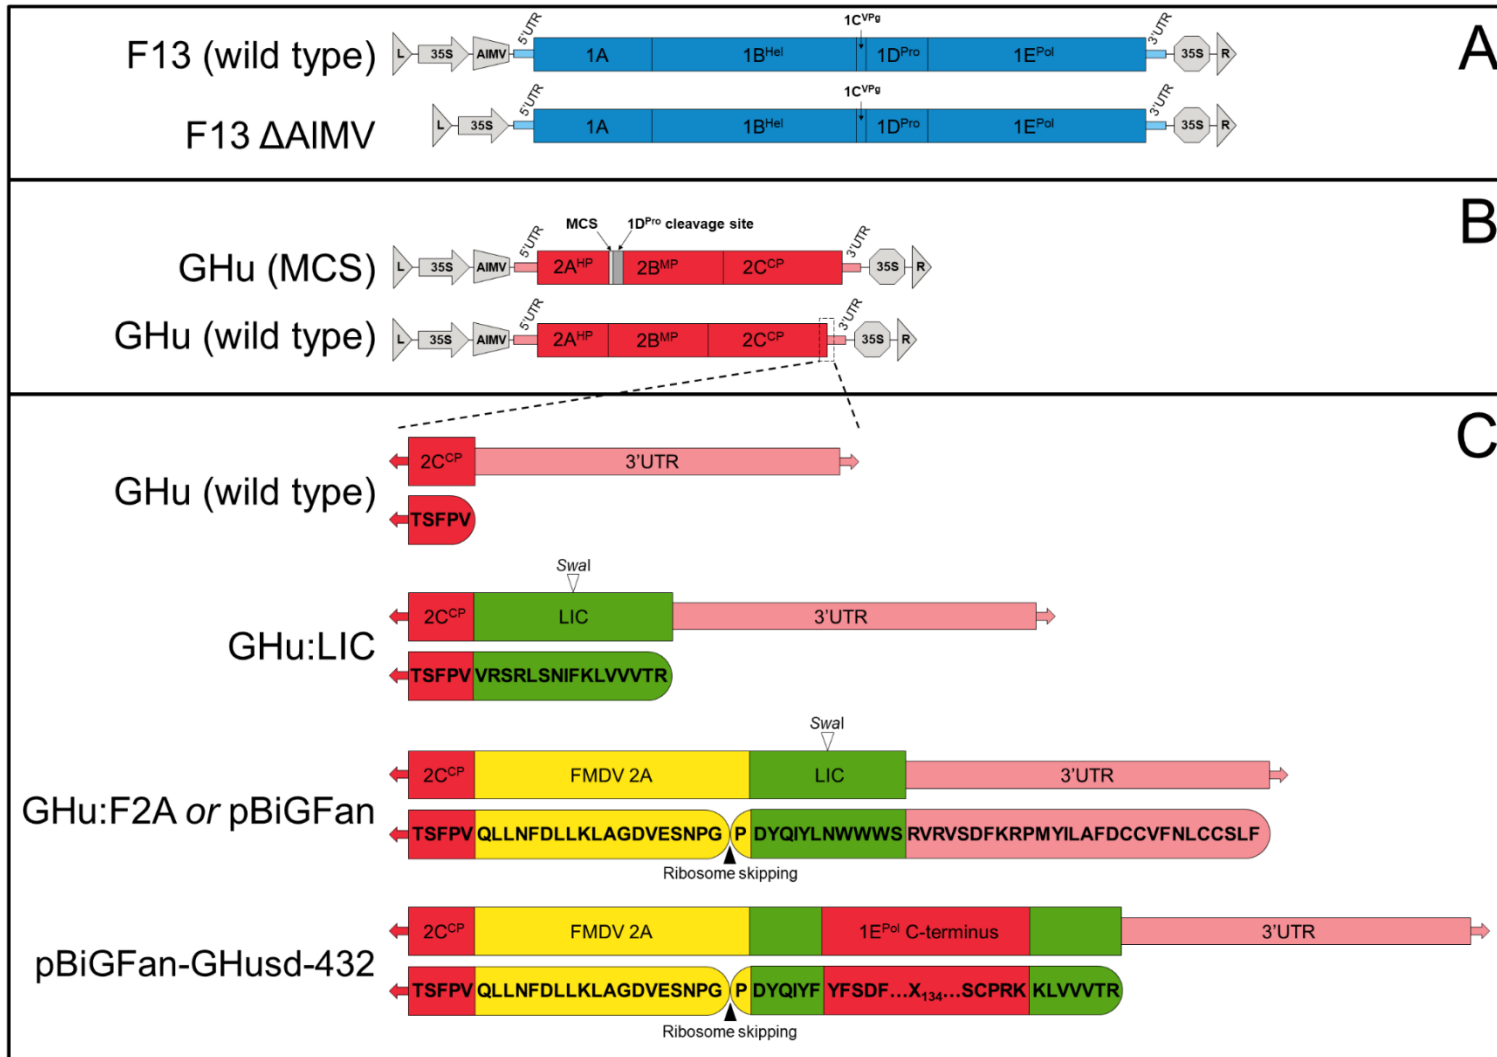 A
F13 (wild type)
L 35S AIMV 5'UTR 1A 1B^Hel 1C^VPg 1D^Pro 1E^Pol 3'UTR 35S R
F13 ΔAIMV
L 35S 5'UTR 1A 1B^Hel 1C^VPg 1D^Pro 1E^Pol 3'UTR 35S R
B
MCS 1D^Pro cleavage site
GHu (MCS)
L 35S AIMV 5'UTR 2A^HP 2B^MP 2C^CP 3'UTR 35S R
GHu (wild type)
L 35S AIMV 5'UTR 2A^HP 2B^MP 2C^CP 3'UTR 35S R
C
GHu (wild type)
2C^CP 3'UTR
TSFPV
SwaI
GHu:LIC
2C^CP LIC 3'UTR
TSFPV VRSRLSNIFKLVVVTR
SwaI
GHu:F2A or pBiGFan
2C^CP FMDV 2A LIC 3'UTR
TSFPV QLLNFDLLKLAGDVESNPG P DYQIYLNWWWS RVRVSDFKRPMYILAFDCCVFNLCCSLF
Ribosome skipping
pBiGFan-GHusd-432
2C^CP FMDV 2A 1E^Pol C-terminus 3'UTR
TSFPV QLLNFDLLKLAGDVESNPG P DYQIYF YFSDF...X134...SCPRK KLVVVTR
Ribosome skipping